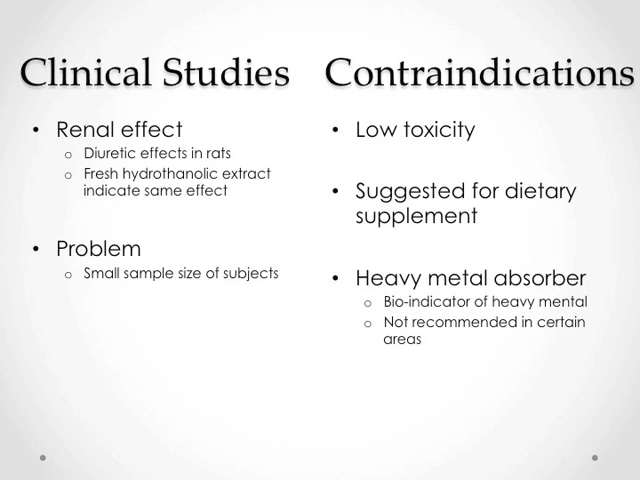 Clinical Studies
• Renal effect
o Diuretic effects in rats
o Fresh hydrothanolic extract
indicate same effect
• Problem
o Small sample size of subjects
Contraindications
• Low toxicity
• Suggested for dietary
supplement
• Heavy metal absorber
o Bio-indicator of heavy mental
o Not recommended in certain
areas